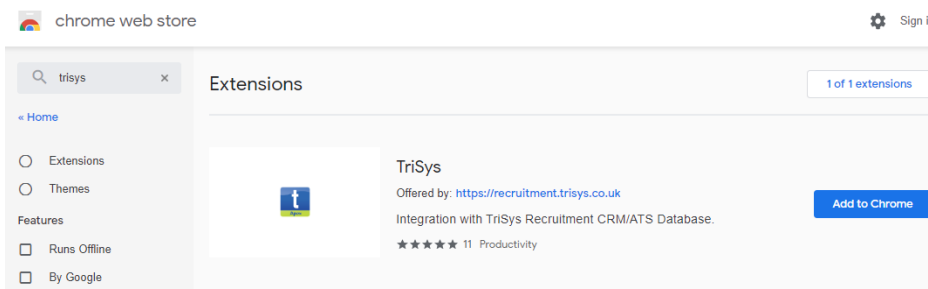 chrome web store
Sign i
trisys
« Home
Extensions
Themes
Features
Runs Offline
By Google
Extensions
1 of 1 extensions
t
TriSys
Offered by: https://recruitment.trisys.co.uk
Integration with TriSys Recruitment CRM/ATS Database.
11 Productivity
Add to Chrome